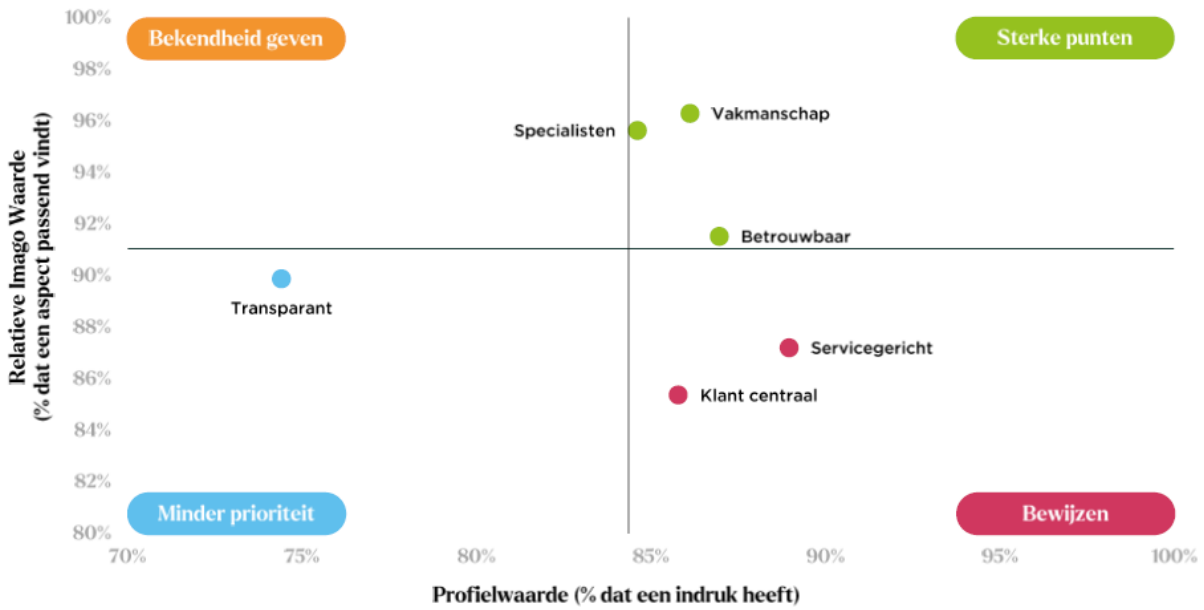 Relatieve Imago Waarde
(% dat een aspect passend vindt)
100%
98%
96%
94%
92%
90%
88%
86%
84%
82%
80%
Bekendheid geven
Sterke punten
Vakmanschap
Specialisten
Betrouwbaar
Transparant
Servicegericht
Klant centraal
Minder prioriteit
Bewijzen
70%
75%
80%
85%
90%
95%
100%
Profielwaarde (% dat een indruk heeft)